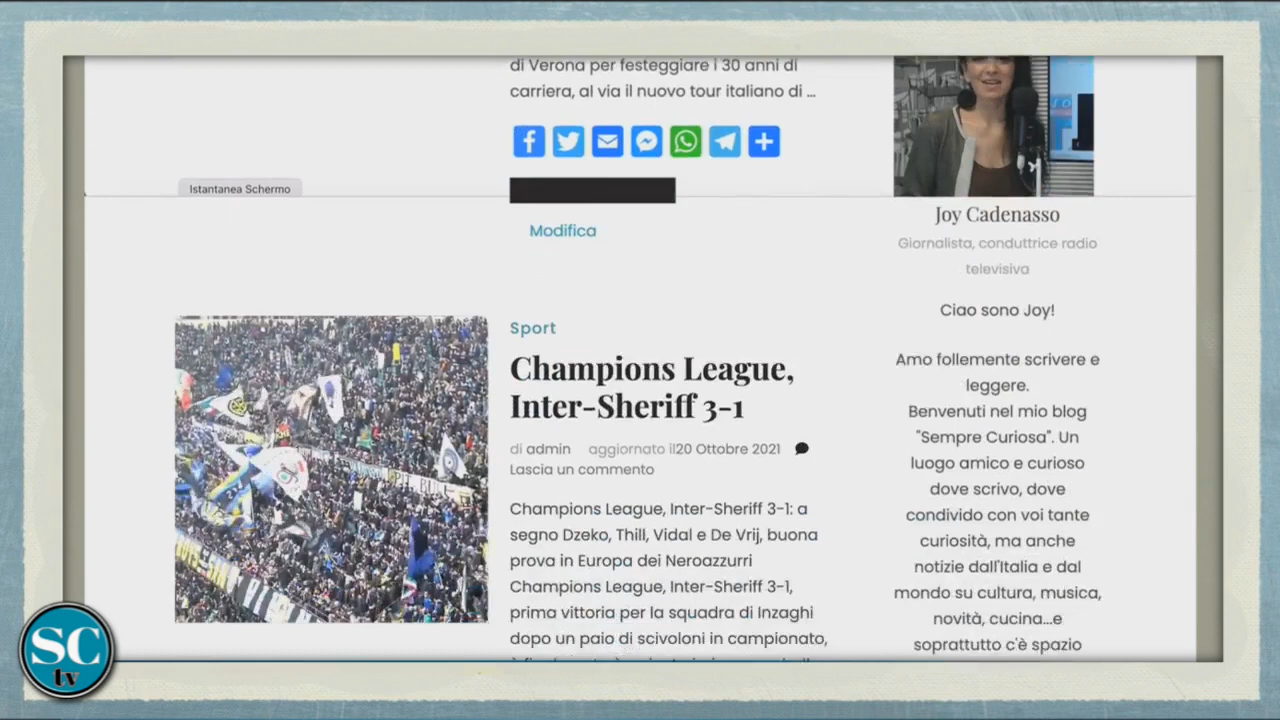 di Verona per festeggiare i 30 anni di
carriera, al via il nuovo tour italiano di ...
Istantanea Schermo
Modifica
Sport
Champions League,
Inter-Sheriff 3-1
di admin aggiornato il20 Ottobre 2021
Lascia un commento
Champions League, Inter-Sheriff 3-1: a
segno Dzeko, Thill, Vidal e De Vrij, buona
prova in Europa dei Neroazzurri
Champions League, Inter-Sheriff 3-1,
prima vittoria per la squadra di Inzaghi
dopo un paio di scivoloni in campionato,
Joy Cadenasso
Giornalista, conduttrice radio
televisiva
Ciao sono Joy!
Amo follemente scrivere e
leggere.
Benvenuti nel mio blog
"Sempre Curiosa". Un
luogo amico e curioso
dove scrivo, dove
condivido con voi tante
curiosità, ma anche
notizie dall'Italia e dal
mondo su cultura, musica,
novità, cucina...e
soprattutto c'è spazio
SC
tv